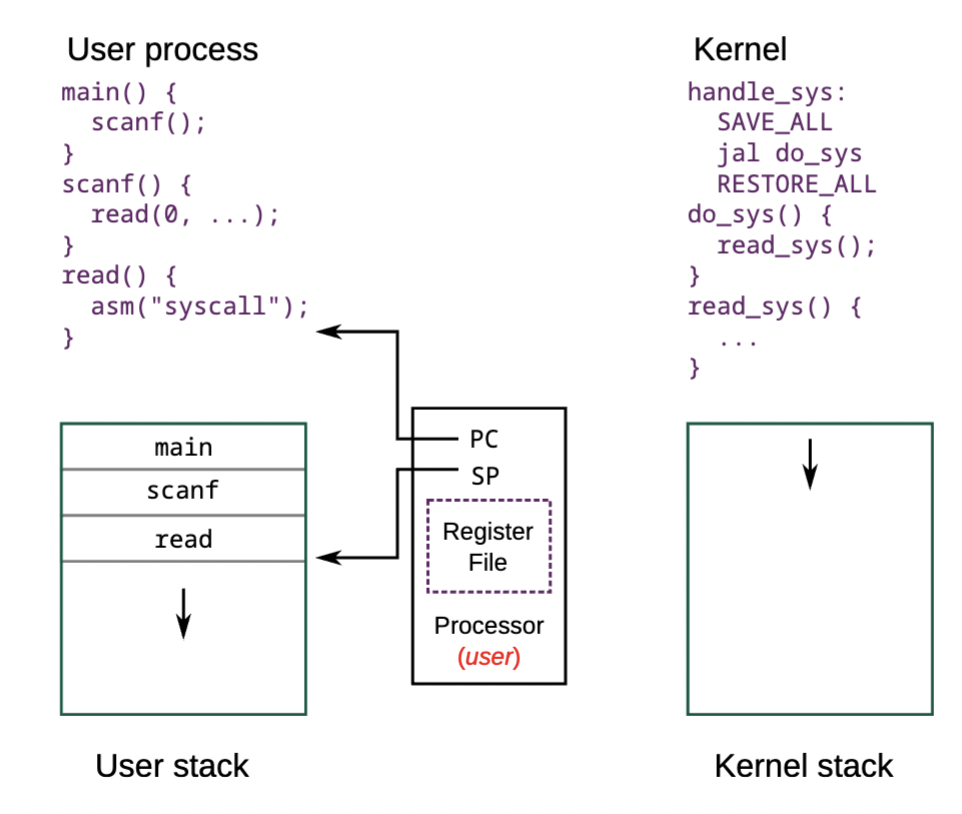 User process
main() {
  scanf();
}
scanf() {
  read(0, ...);
}
read() {
  asm("syscall");
}
main
scanf
read
User stack
PC
SP
Register
File
Processor
(user)
Kernel
handle_sys:
  SAVE_ALL
  jal do_sys
  RESTORE_ALL
do_sys() {
  read_sys();
}
read_sys() {
  ...
}
Kernel stack